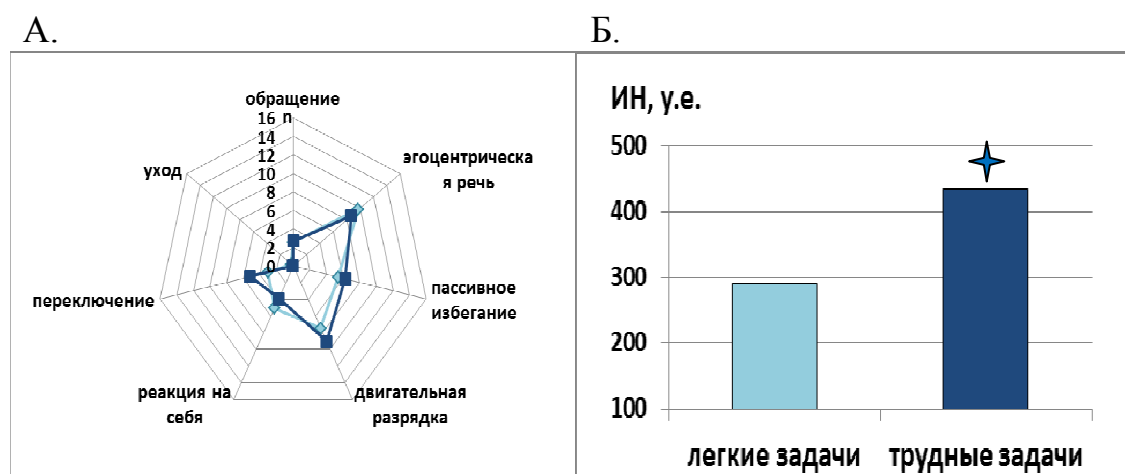 А.
Б.
обращение
16 n
14
12
10
8
6
4
2
0
эгоцентрическа
я речь
пассивное
избегание
двигательная
разрядка
реакция на
себя
переключение
уход
ИН, у.е.
500
400
300
200
100
легкие задачи
трудные задачи